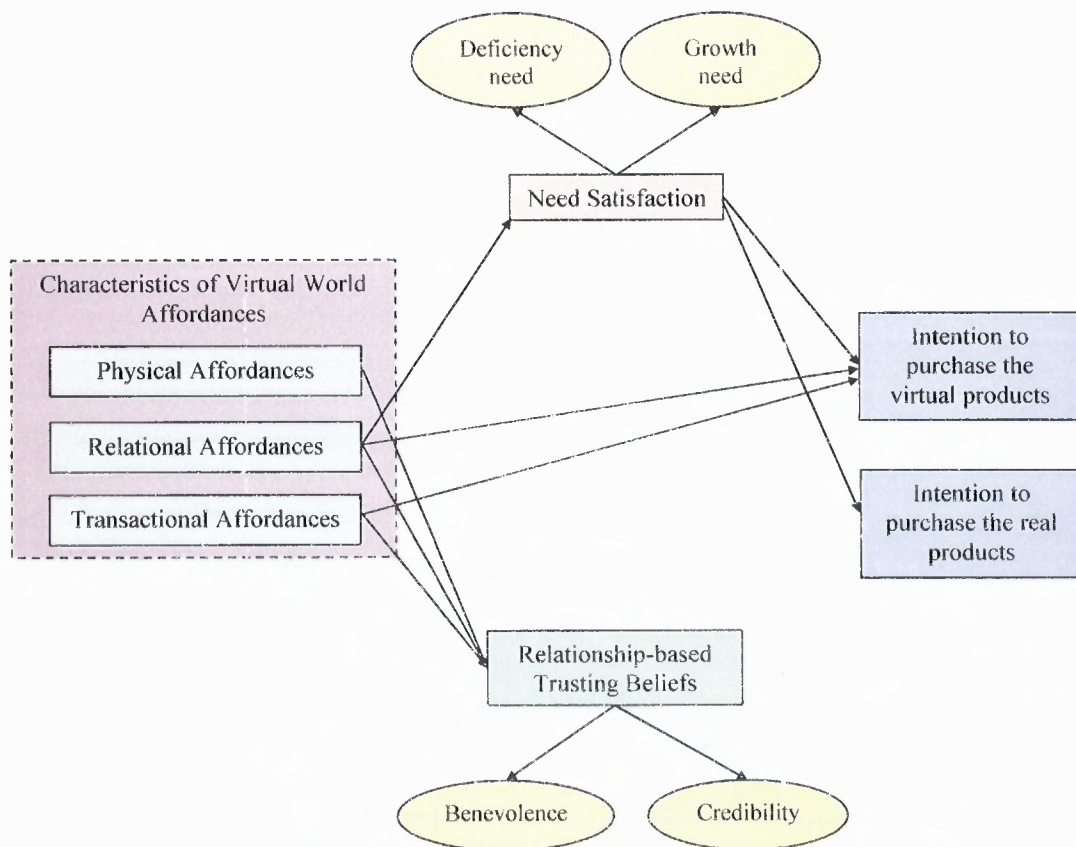 Deficiency
need
Growth
need
Need Satisfaction
Characteristics of Virtual World
Affordances
Physical Affordances
Relational Affordances
Transactional Affordances
Intention to
purchase the
virtual products
Intention to
purchase the real
products
Relationship-based
Trusting Beliefs
Benevolence
Credibility